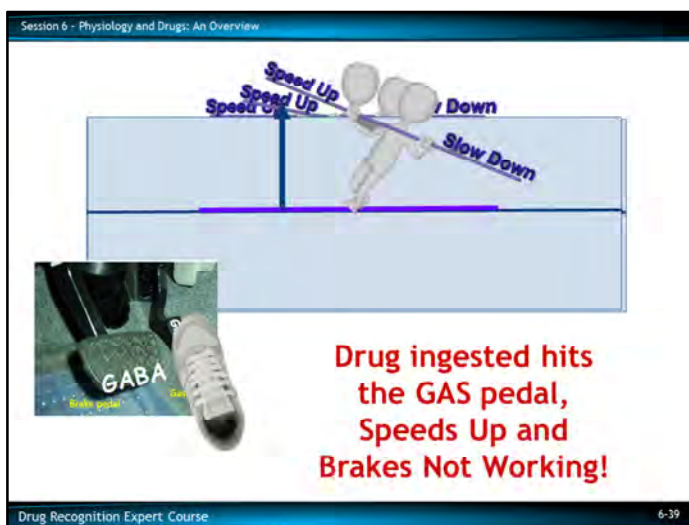 Session 6 - Physiology and Drugs: An Overview
Speed Up
Speed Up
Speed Up
Down
Slow Down
GABA
G
Brake pedal
Gas
Drug ingested hits
the GAS pedal,
Speeds Up and
Brakes Not Working!
Drug Recognition Expert Course
6-39